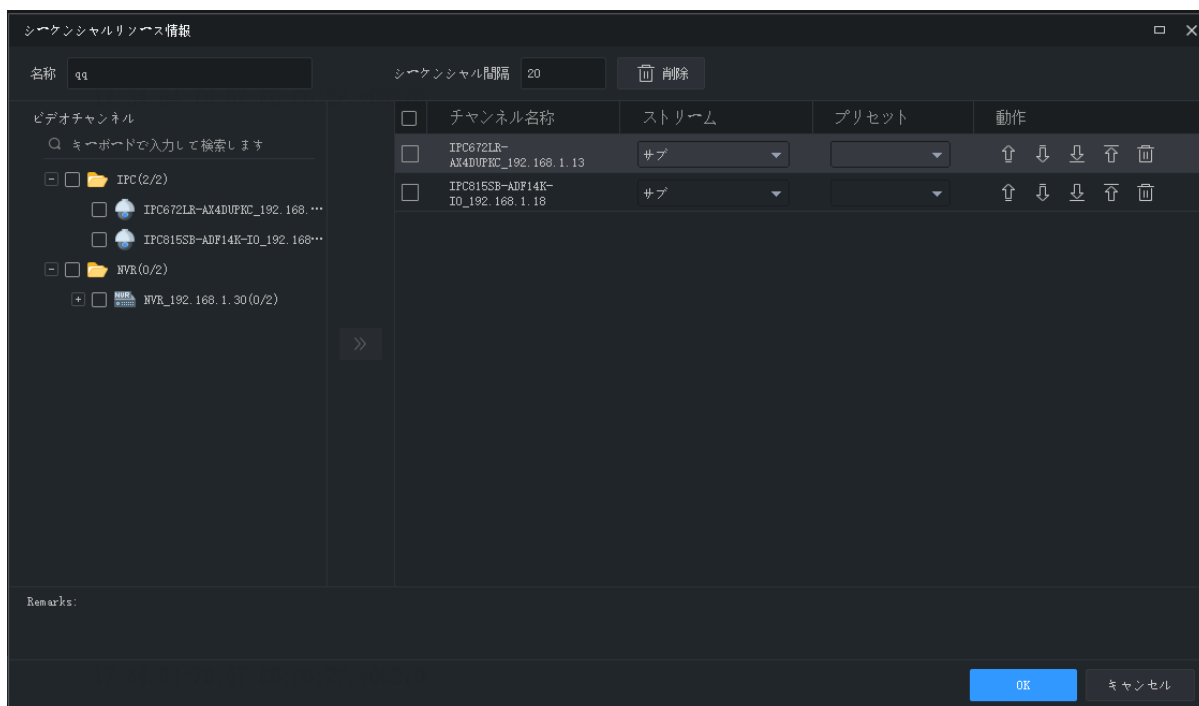 シーケンシャルリソース情報
名称 qq シーケンシャル間隔 20 削除
ビデオチャンネル
キーボードで入力して検索します
IPC(2/2)
IPC672LR-AX4DUPKC_192.168.···
IPC815SB-ADF14K-IO_192.168···
NVR(0/2)
NVR_192.168.1.30(0/2)
チャンネル名称 ストリーム プリセット 動作
IPC672LR-
AX4DUPKC_192.168.1.13
サブ
IPC815SB-ADF14K-
IO_192.168.1.18
サブ
Remarks:
OK キャンセル